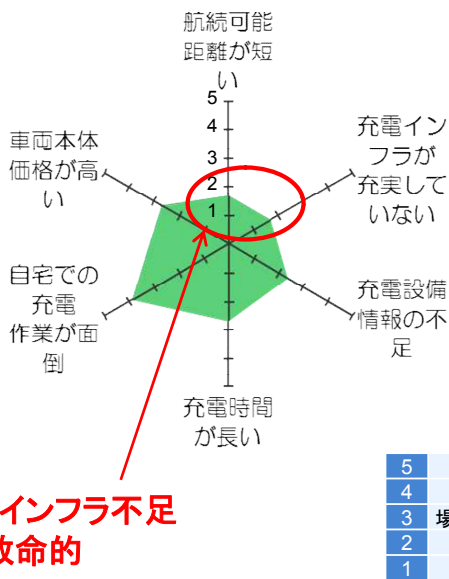 航続可能
距離が短
い
5
4
3
2
1
充電イン
フラが
充実して
いない
車両本体
価格が高
い
自宅での
充電
作業が面
倒
充電設備
情報の不
足
充電時間
が長い
インフラ不足
命的
5
4
3 場
2
1